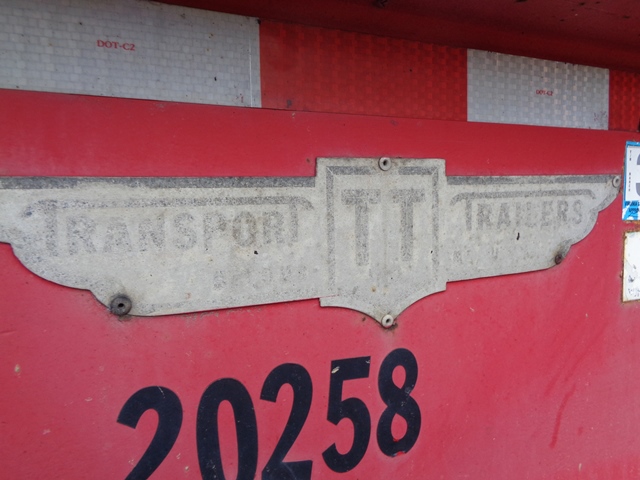 DOT-C2
DOT-C2
TRANSPORT TT TRAILERS
20258